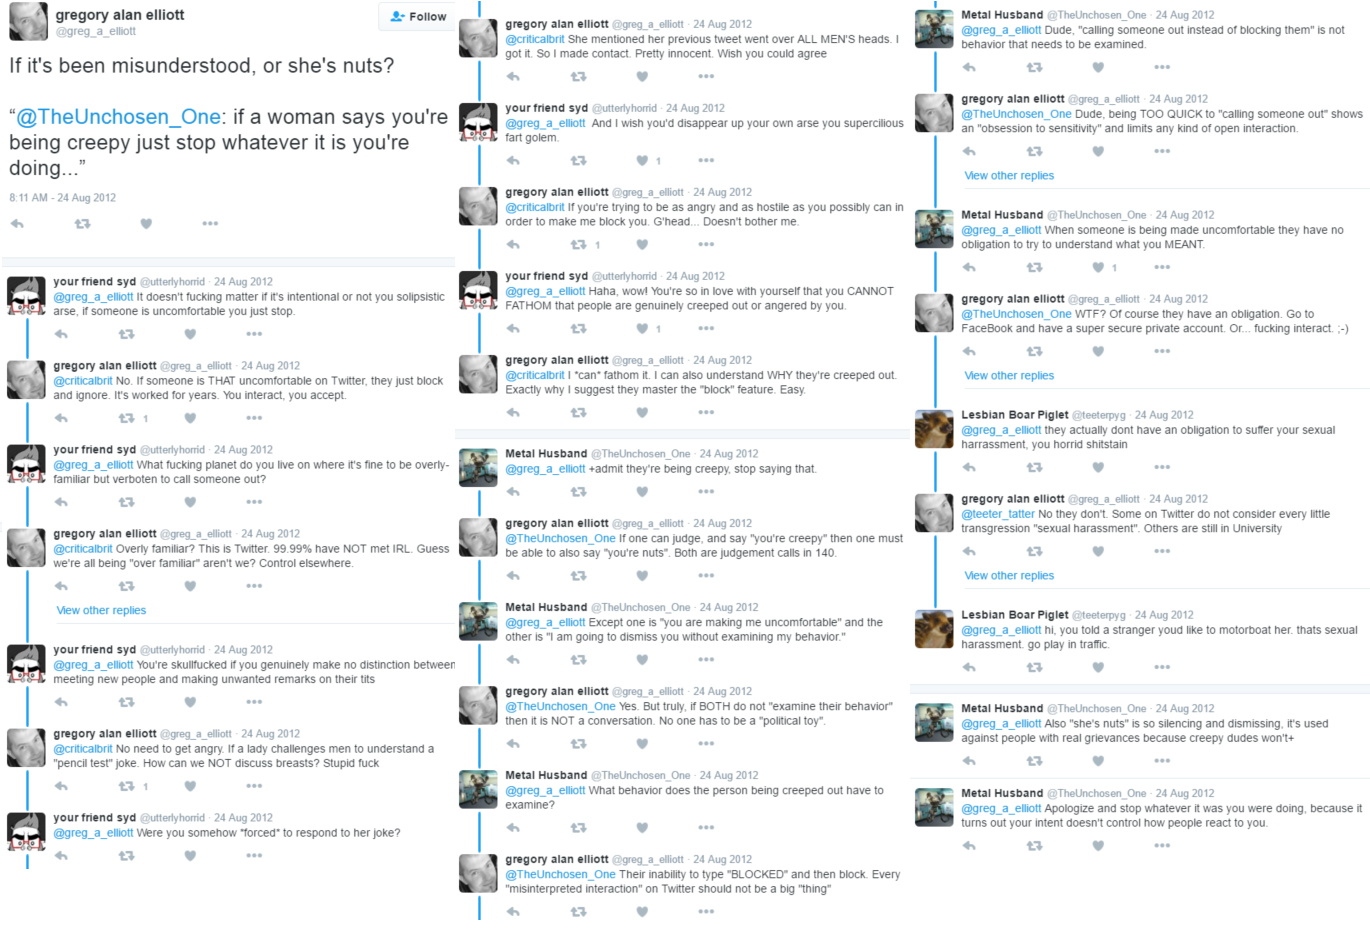 gregory alan elliott
@greg_a_elliott
Follow
If it's been misunderstood, or she's nuts?
“@TheUnchosen_One: if a woman says you're
being creepy just stop whatever it is you're
doing...”
8:11 AM - 24 Aug 2012
your friend syd @utterlyhorrid · 24 Aug 2012
@greg_a_elliott It doesn't fucking matter if it's intentional or not you solipsistic
arse, if someone is uncomfortable you just stop.
gregory alan elliott @greg_a_elliott · 24 Aug 2012
@criticalbrit No. If someone is THAT uncomfortable on Twitter, they just block
and ignore. It's worked for years. You interact, you accept.
1
your friend syd @utterlyhorrid · 24 Aug 2012
@greg_a_elliott What fucking planet do you live on where it's fine to be overly-
familiar but verboten to call someone out?
gregory alan elliott @greg_a_elliott · 24 Aug 2012
@criticalbrit Overly familiar? This is Twitter. 99.99% have NOT met IRL. Guess
we're all being "over familiar" aren't we? Control elsewhere.
View other replies
your friend syd @utterlyhorrid · 24 Aug 2012
@greg_a_elliott You're skullfucked if you genuinely make no distinction between
meeting new people and making unwanted remarks on their tits
gregory alan elliott @greg_a_elliott · 24 Aug 2012
@criticalbrit No need to get angry. If a lady challenges men to understand a
"pencil test" joke. How can we NOT discuss breasts? Stupid fuck
1
your friend syd @utterlyhorrid · 24 Aug 2012
@greg_a_elliott Were you somehow *forced* to respond to her joke?
gregory alan elliott @greg_a_elliott · 24 Aug 2012
@criticalbrit She mentioned her previous tweet went over ALL MEN'S heads. I
got it. So I made contact. Pretty innocent. Wish you could agree
your friend syd @utterlyhorrid · 24 Aug 2012
@greg_a_elliott And I wish you'd disappear up your own arse you supercilious
fart golem.
1
gregory alan elliott @greg_a_elliott · 24 Aug 2012
@criticalbrit If you're trying to be as angry and as hostile as you possibly can in
order to make me block you. G'head... Doesn't bother me.
1
your friend syd @utterlyhorrid · 24 Aug 2012
@greg_a_elliott Haha, wow! You're so in love with yourself that you CANNOT
FATHOM that people are genuinely creeped out or angered by you.
1
gregory alan elliott @greg_a_elliott · 24 Aug 2012
@criticalbrit I *can* fathom it. I can also understand WHY they're creeped out.
Exactly why I suggest they master the "block" feature. Easy.
Metal Husband @TheUnchosen_One · 24 Aug 2012
@greg_a_elliott +admit they're being creepy, stop saying that.
gregory alan elliott @greg_a_elliott · 24 Aug 2012
@TheUnchosen_One If one can judge, and say "you're creepy" then one must
be able to also say "you're nuts". Both are judgement calls in 140.
Metal Husband @TheUnchosen_One · 24 Aug 2012
@greg_a_elliott Except one is "you are making me uncomfortable" and the
other is "I am going to dismiss you without examining my behavior."
gregory alan elliott @greg_a_elliott · 24 Aug 2012
@TheUnchosen_One Yes. But truly, if BOTH do not "examine their behavior"
then it is NOT a conversation. No one has to be a "political toy".
Metal Husband @TheUnchosen_One · 24 Aug 2012
@greg_a_elliott What behavior does the person being creeped out have to
examine?
gregory alan elliott @greg_a_elliott · 24 Aug 2012
@TheUnchosen_One Their inability to type "BLOCKED" and then block. Every
"misinterpreted interaction" on Twitter should not be a big "thing"
Metal Husband @TheUnchosen_One · 24 Aug 2012
@greg_a_elliott Dude, "calling someone out instead of blocking them" is not
behavior that needs to be examined.
gregory alan elliott @greg_a_elliott · 24 Aug 2012
@TheUnchosen_One Dude, being TOO QUICK to "calling someone out" shows
an "obsession to sensitivity" and limits any kind of open interaction.
View other replies
Metal Husband @TheUnchosen_One · 24 Aug 2012
@greg_a_elliott When someone is being made uncomfortable they have no
obligation to try to understand what you MEANT.
1
gregory alan elliott @greg_a_elliott · 24 Aug 2012
@TheUnchosen_One WTF? Of course they have an obligation. Go to
FaceBook and have a super secure private account. Or... fucking interact. ;-)
View other replies
Lesbian Boar Piglet @teeterpyg · 24 Aug 2012
@greg_a_elliott they actually dont have an obligation to suffer your sexual
harrassment, you horrid shitstain
gregory alan elliott @greg_a_elliott · 24 Aug 2012
@teeter_tatter No they don't. Some on Twitter do not consider every little
transgression "sexual harassment". Others are still in University
View other replies
Lesbian Boar Piglet @teeterpyg · 24 Aug 2012
@greg_a_elliott hi, you told a stranger youd like to motorboat her. thats sexual
harassment. go play in traffic.
Metal Husband @TheUnchosen_One · 24 Aug 2012
@greg_a_elliott Also "she's nuts" is so silencing and dismissing, it's used
against people with real grievances because creepy dudes won't+
Metal Husband @TheUnchosen_One · 24 Aug 2012
@greg_a_elliott Apologize and stop whatever it was you were doing, because it
turns out your intent doesn't control how people react to you.